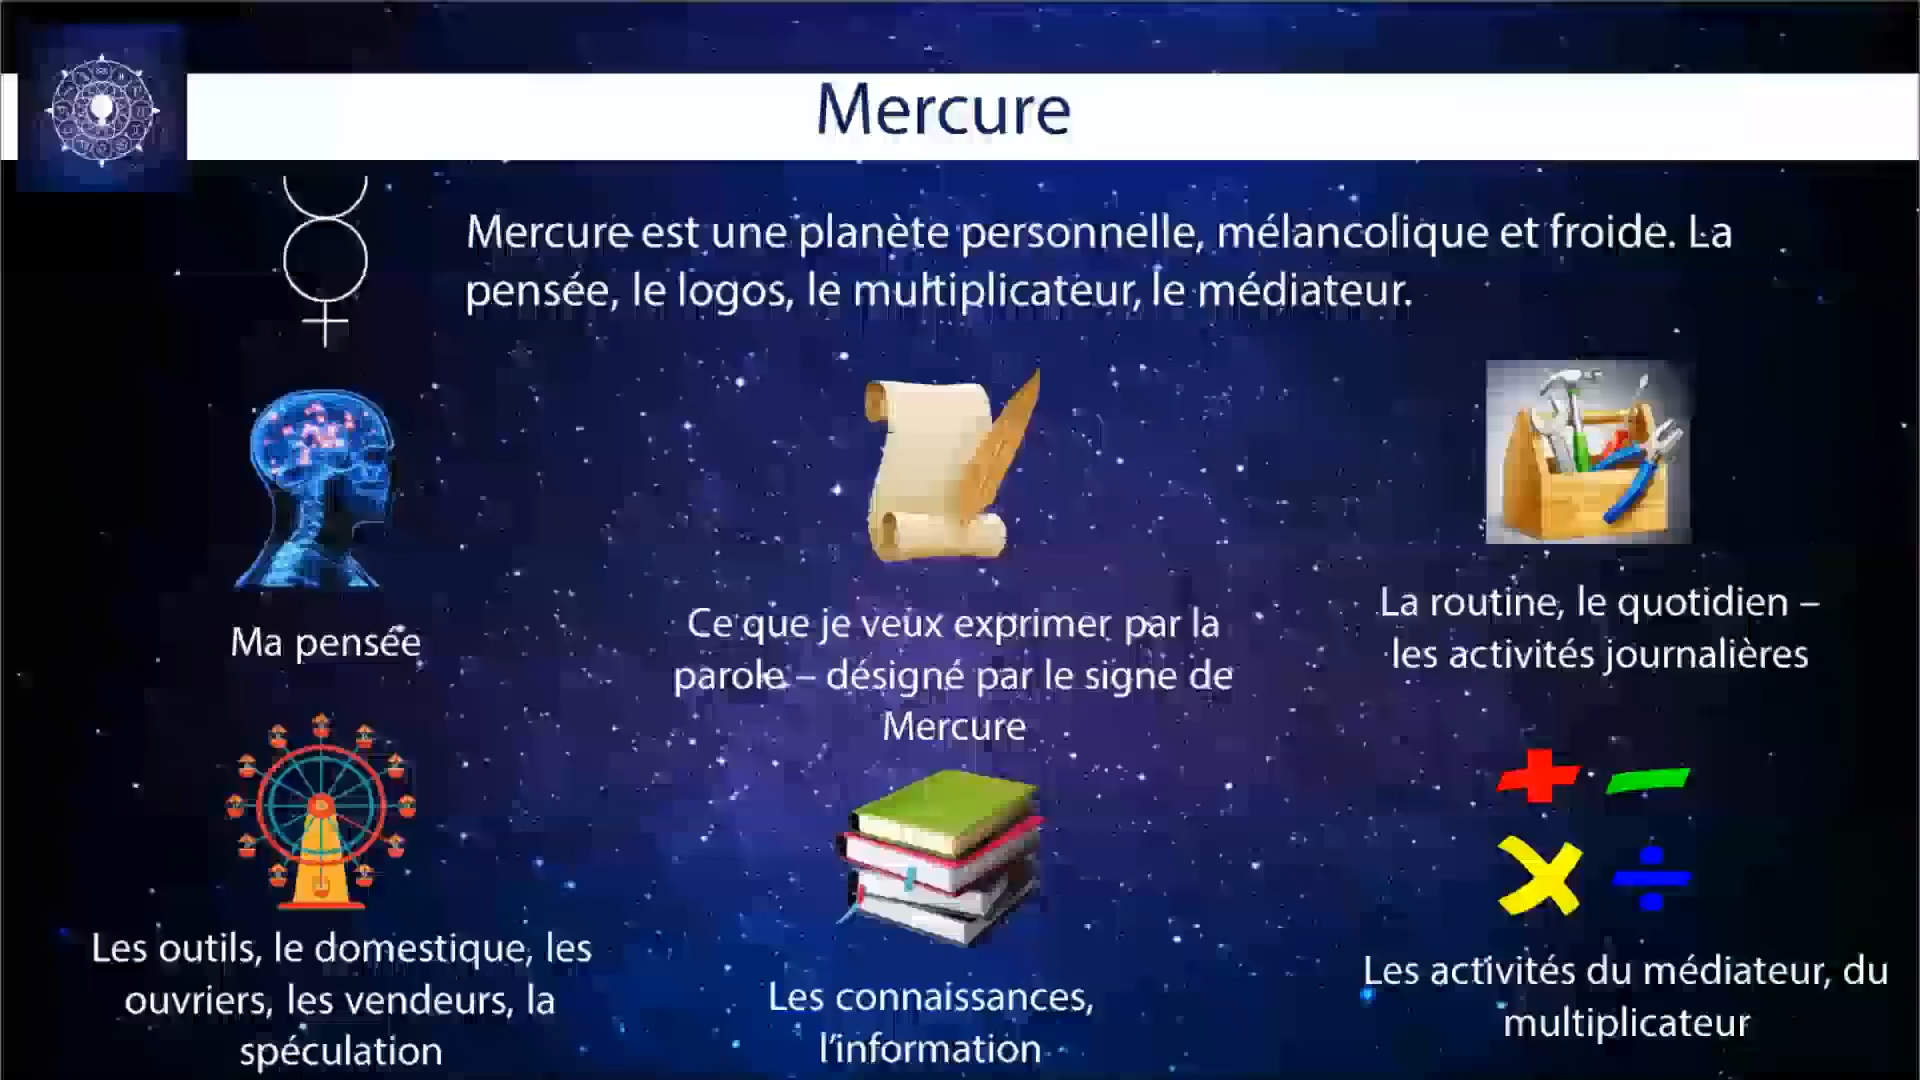 Mercure
Mercure est une planète personnelle, mélancolique et froide. La
pensée, le logos, le multiplicateur, le médiateur.
Ma pensée
Ce que je veux exprimer par la
parole – désigné par le signe de
Mercure
La routine, le quotidien –
les activités journalières
Les outils, le domestique, les
ouvriers, les vendeurs, la
spéculation
Les connaissances,
l'information
Les activités du médiateur, du
multiplicateur